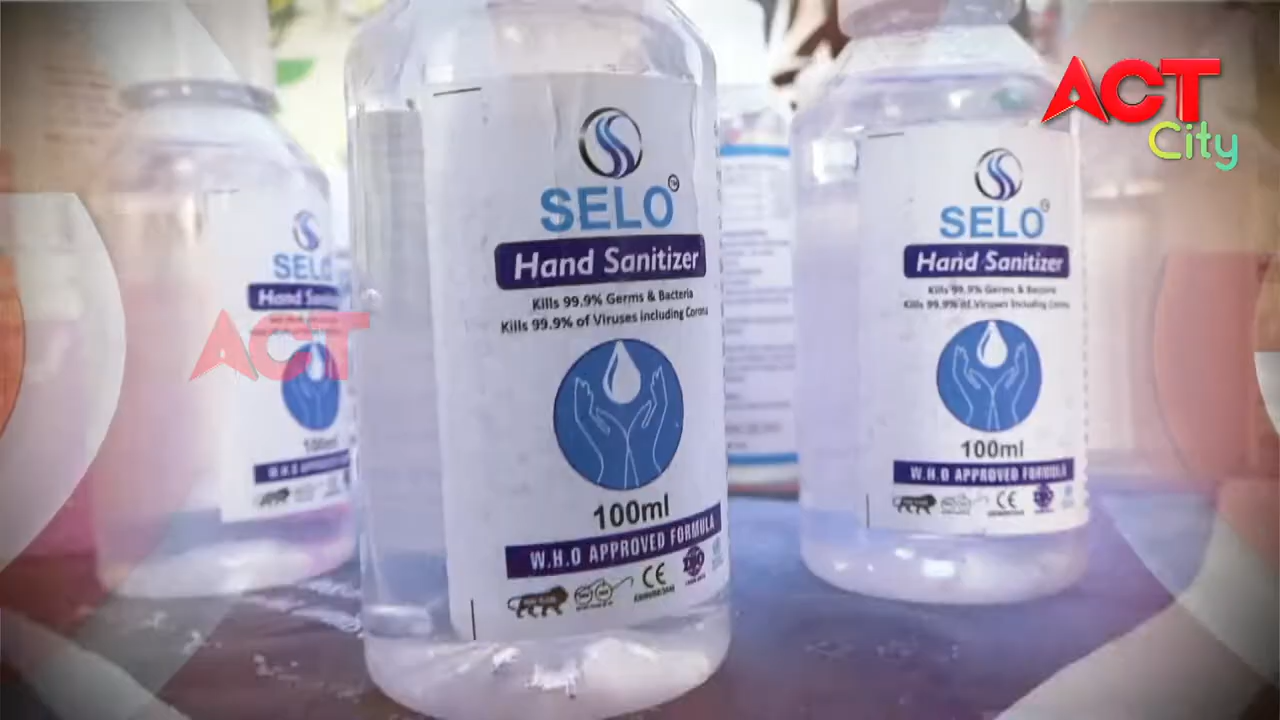 ACT
City
SELO
TM
Hand Sanitizer
Kills 99.9% Germs & Bacteria
Kills 99.9% of Viruses including Corona
100ml
W.H.O APPROVED FORMULA
CE
SELO
Hand Sanitizer
Kills 99.9% Germs & Bacteria
Kills 99.9% of Viruses Including Corona
100ml
W.H.O APPROVED FORMULA
CE
SELO
Hand Sanitizer
ACT
100ml
W.H.O APPROVED